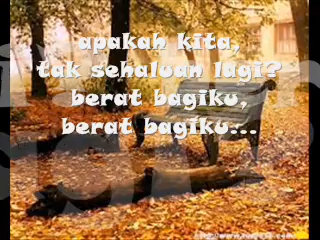 apakah kita,
tak sehaluan lagi?
berat bagiku,
berat bagiku...